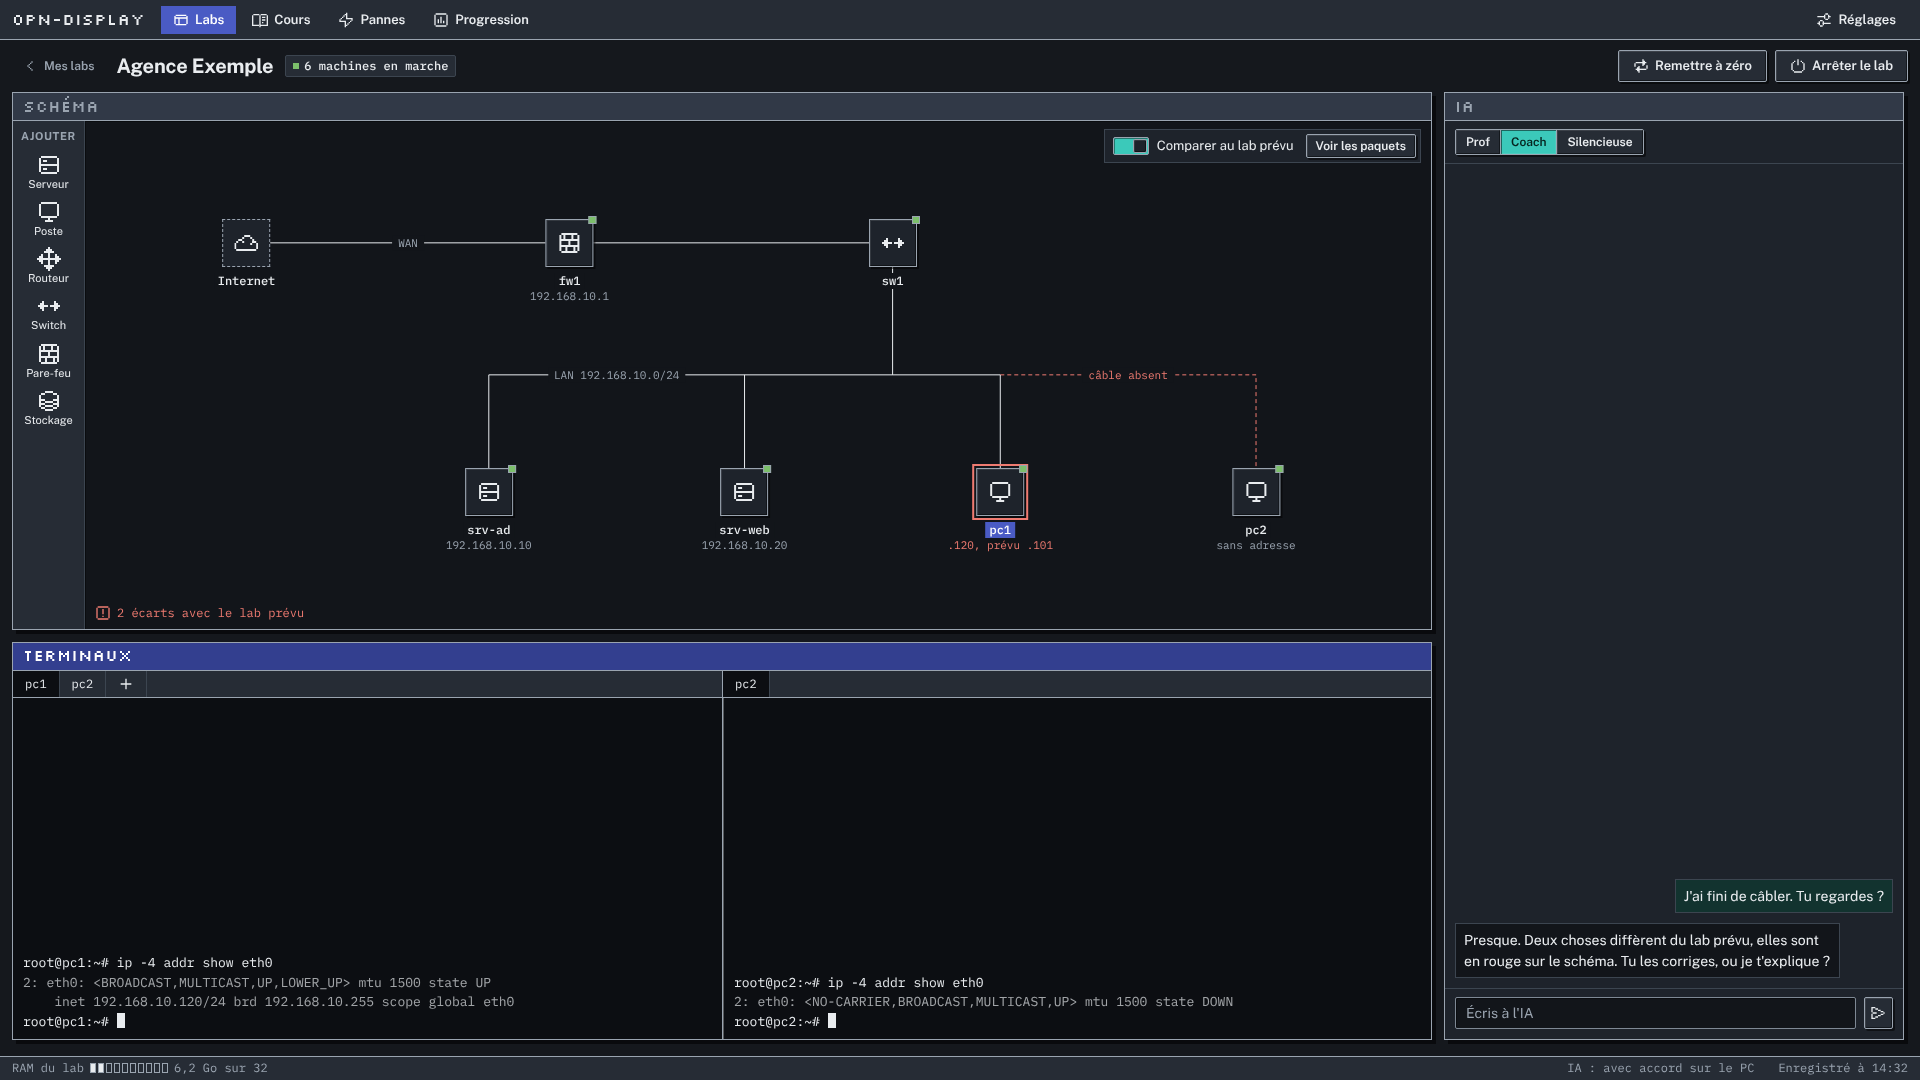 OPN-DISPLAY
Labs
Cours
Pannes
Progression
Réglages
Mes labs
Agence Exemple
6 machines en marche
Remettre à zéro
Arrêter le lab
SCHÉMA
AJOUTER
Serveur
Poste
Routeur
Switch
Pare-feu
Stockage
Comparer au lab prévu
Voir les paquets
WAN
Internet
fw1
192.168.10.1
sw1
LAN 192.168.10.0/24
câble absent
srv-ad
192.168.10.10
srv-web
192.168.10.20
pc1
.120, prévu .101
pc2
sans adresse
2 écarts avec le lab prévu
TERMINAUX
pc1
pc2
+
root@pc1:~# ip -4 addr show eth0
2: eth0: <BROADCAST,MULTICAST,UP,LOWER_UP> mtu 1500 state UP
inet 192.168.10.120/24 brd 192.168.10.255 scope global eth0
root@pc1:~#
pc2
root@pc2:~# ip -4 addr show eth0
2: eth0: <NO-CARRIER,BROADCAST,MULTICAST,UP> mtu 1500 state DOWN
root@pc2:~#
IA
Prof
Coach
Silencieuse
J'ai fini de câbler. Tu regardes ?
Presque. Deux choses diffèrent du lab prévu, elles sont
en rouge sur le schéma. Tu les corriges, ou je t'explique ?
Écris à l'IA
RAM du lab
6,2 Go sur 32
IA : avec accord sur le PC
Enregistré à 14:32